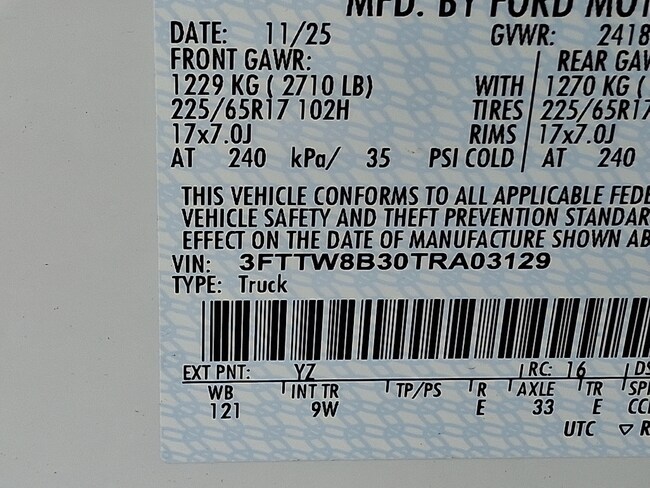 MFD. BY FORD MOT
DATE: 11/25 GVWR: 2418
FRONT GAWR: REAR GAW
1229 KG ( 2710 LB) WITH 1270 KG (
225/65R17 102H TIRES 225/65R17
17x7.0J RIMS 17x7.0J
AT 240 kPa/ 35 PSI COLD AT 240
THIS VEHICLE CONFORMS TO ALL APPLICABLE FEDE
VEHICLE SAFETY AND THEFT PREVENTION STANDAR
EFFECT ON THE DATE OF MANUFACTURE SHOWN AB
VIN: 3FTTW8B30TRA03129
TYPE: Truck
EXT PNT: YZ RC: 16 DS
WB INT TR TP/PS R AXLE TR SPR
121 9W E 33 E CCC
UTC ▽ R